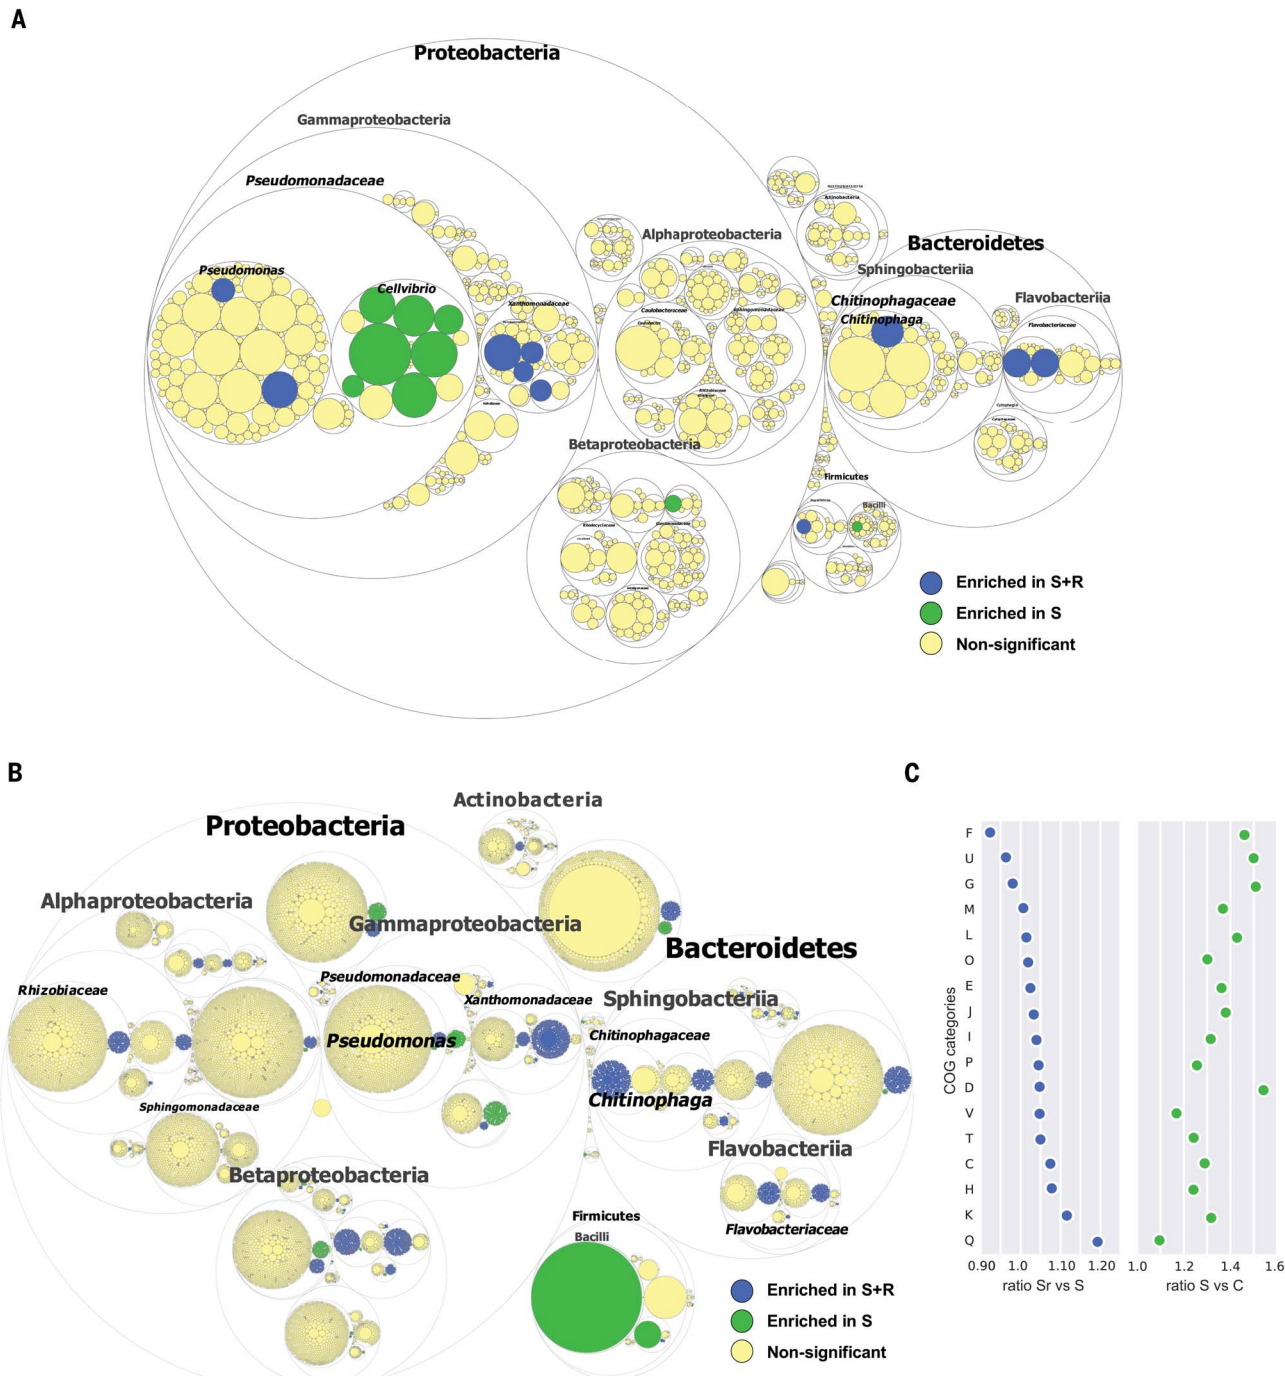 A
Proteobacteria
Gammaproteobacteria
Pseudomonadaceae
Actinobacteria
Alphaproteobacteria
Bacteroidetes
Sphingobacteriia
Pseudomonas
Cellvibrio
Xanthomonadaceae
Caulobacteraceae
Sphingomonadaceae
Chitinophagaceae
Chitinophaga
Flavobacteriia
Flavobacteriaceae
Betaproteobacteria
Firmicutes
Bacilli
Enriched in S+R
Enriched in S
Non-significant
B
Actinobacteria
Proteobacteria
Alphaproteobacteria
Gammaproteobacteria
Bacteroidetes
Pseudomonadaceae
Rhizobiaceae
Xanthomonadaceae
Sphingobacteriia
Chitinophagaceae
Pseudomonas
Chitinophaga
Sphingomonadaceae
Flavobacteriia
Betaproteobacteria
Flavobacteriaceae
Firmicutes
Bacilli
Enriched in S+R
Enriched in S
Non-significant
C
COG categories
F
U
G
M
L
O
E
J
I
P
D
V
T
C
H
K
Q
0.90 1.0 1.10 1.20
ratio Sr vs S
1.0 1.2 1.4 1.6
ratio S vs C